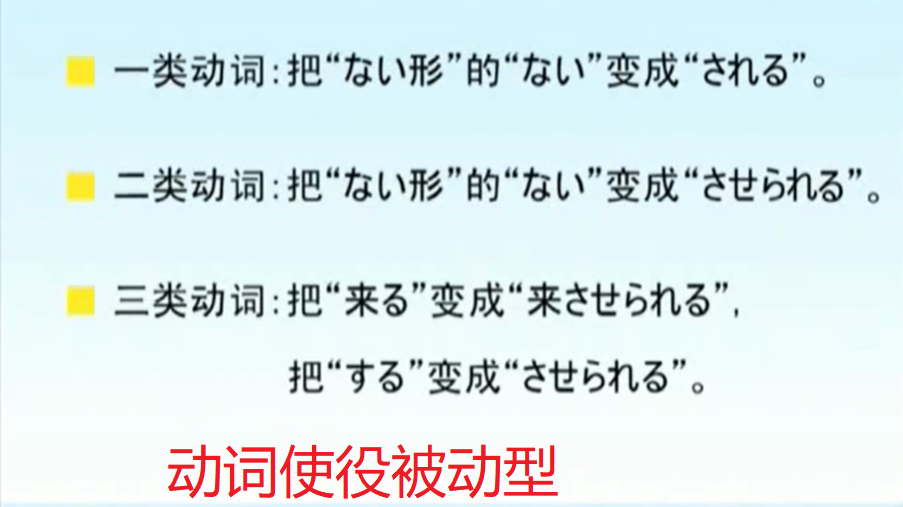 一类动词:把“ない形”的“ない”变成“される”。
二类动词:把“ない形”的“ない”变成“させられる”。
三类动词:把“来る”变成“来させられる”,
把“する”变成“させられる”。
动词使役被动型